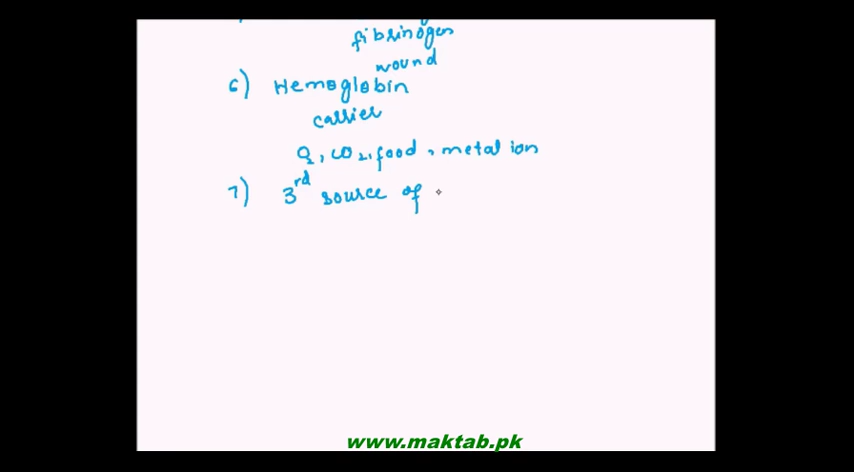 fibrinogen
wound
6) Hemoglobin
carrier
O2, CO2, food, metal ion
7) 3rd source of
www.maktab.pk